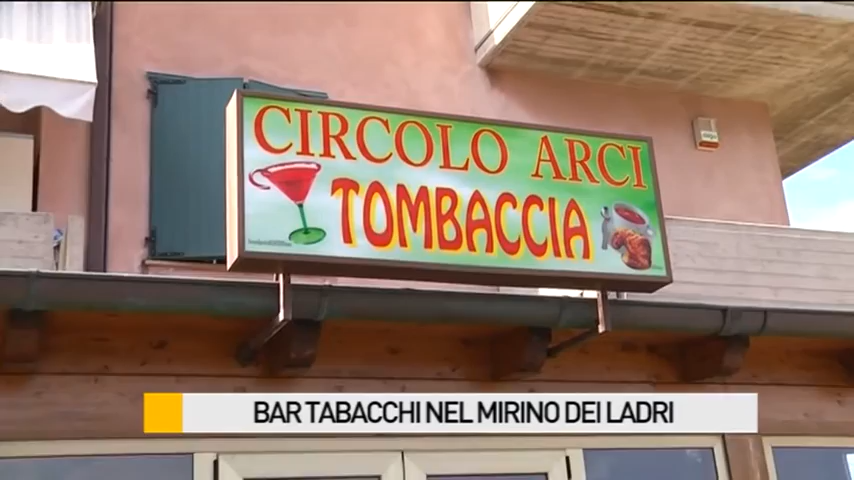 CIRCOLO ARCI
TOMBACCIA
BAR TABACCHI NEL MIRINO DEI LADRI